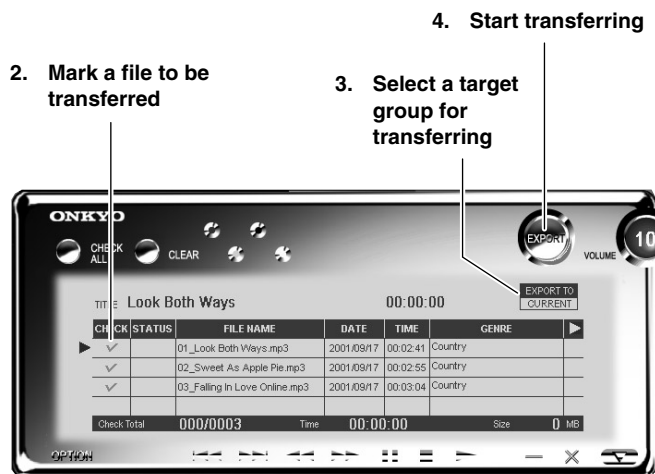 4. Start transferring
2. Mark a file to be
transferred
3. Select a target
group for
transferring
ONKYO
CHECK
ALL
CLEAR
EXPORT
VOLUME
10
TITLE Look Both Ways 00:00:00
EXPORT TO
CURRENT
CHECK STATUS FILE NAME DATE TIME GENRE
01_Look Both Ways.mp3 2001/09/17 00:02:41 Country
02_Sweet As Apple Pie.mp3 2001/09/17 00:02:55 Country
03_Falling In Love Online.mp3 2001/09/17 00:03:04 Country
Check Total 000/0003 Time 00:00:00 Size 0 MB
OPTION